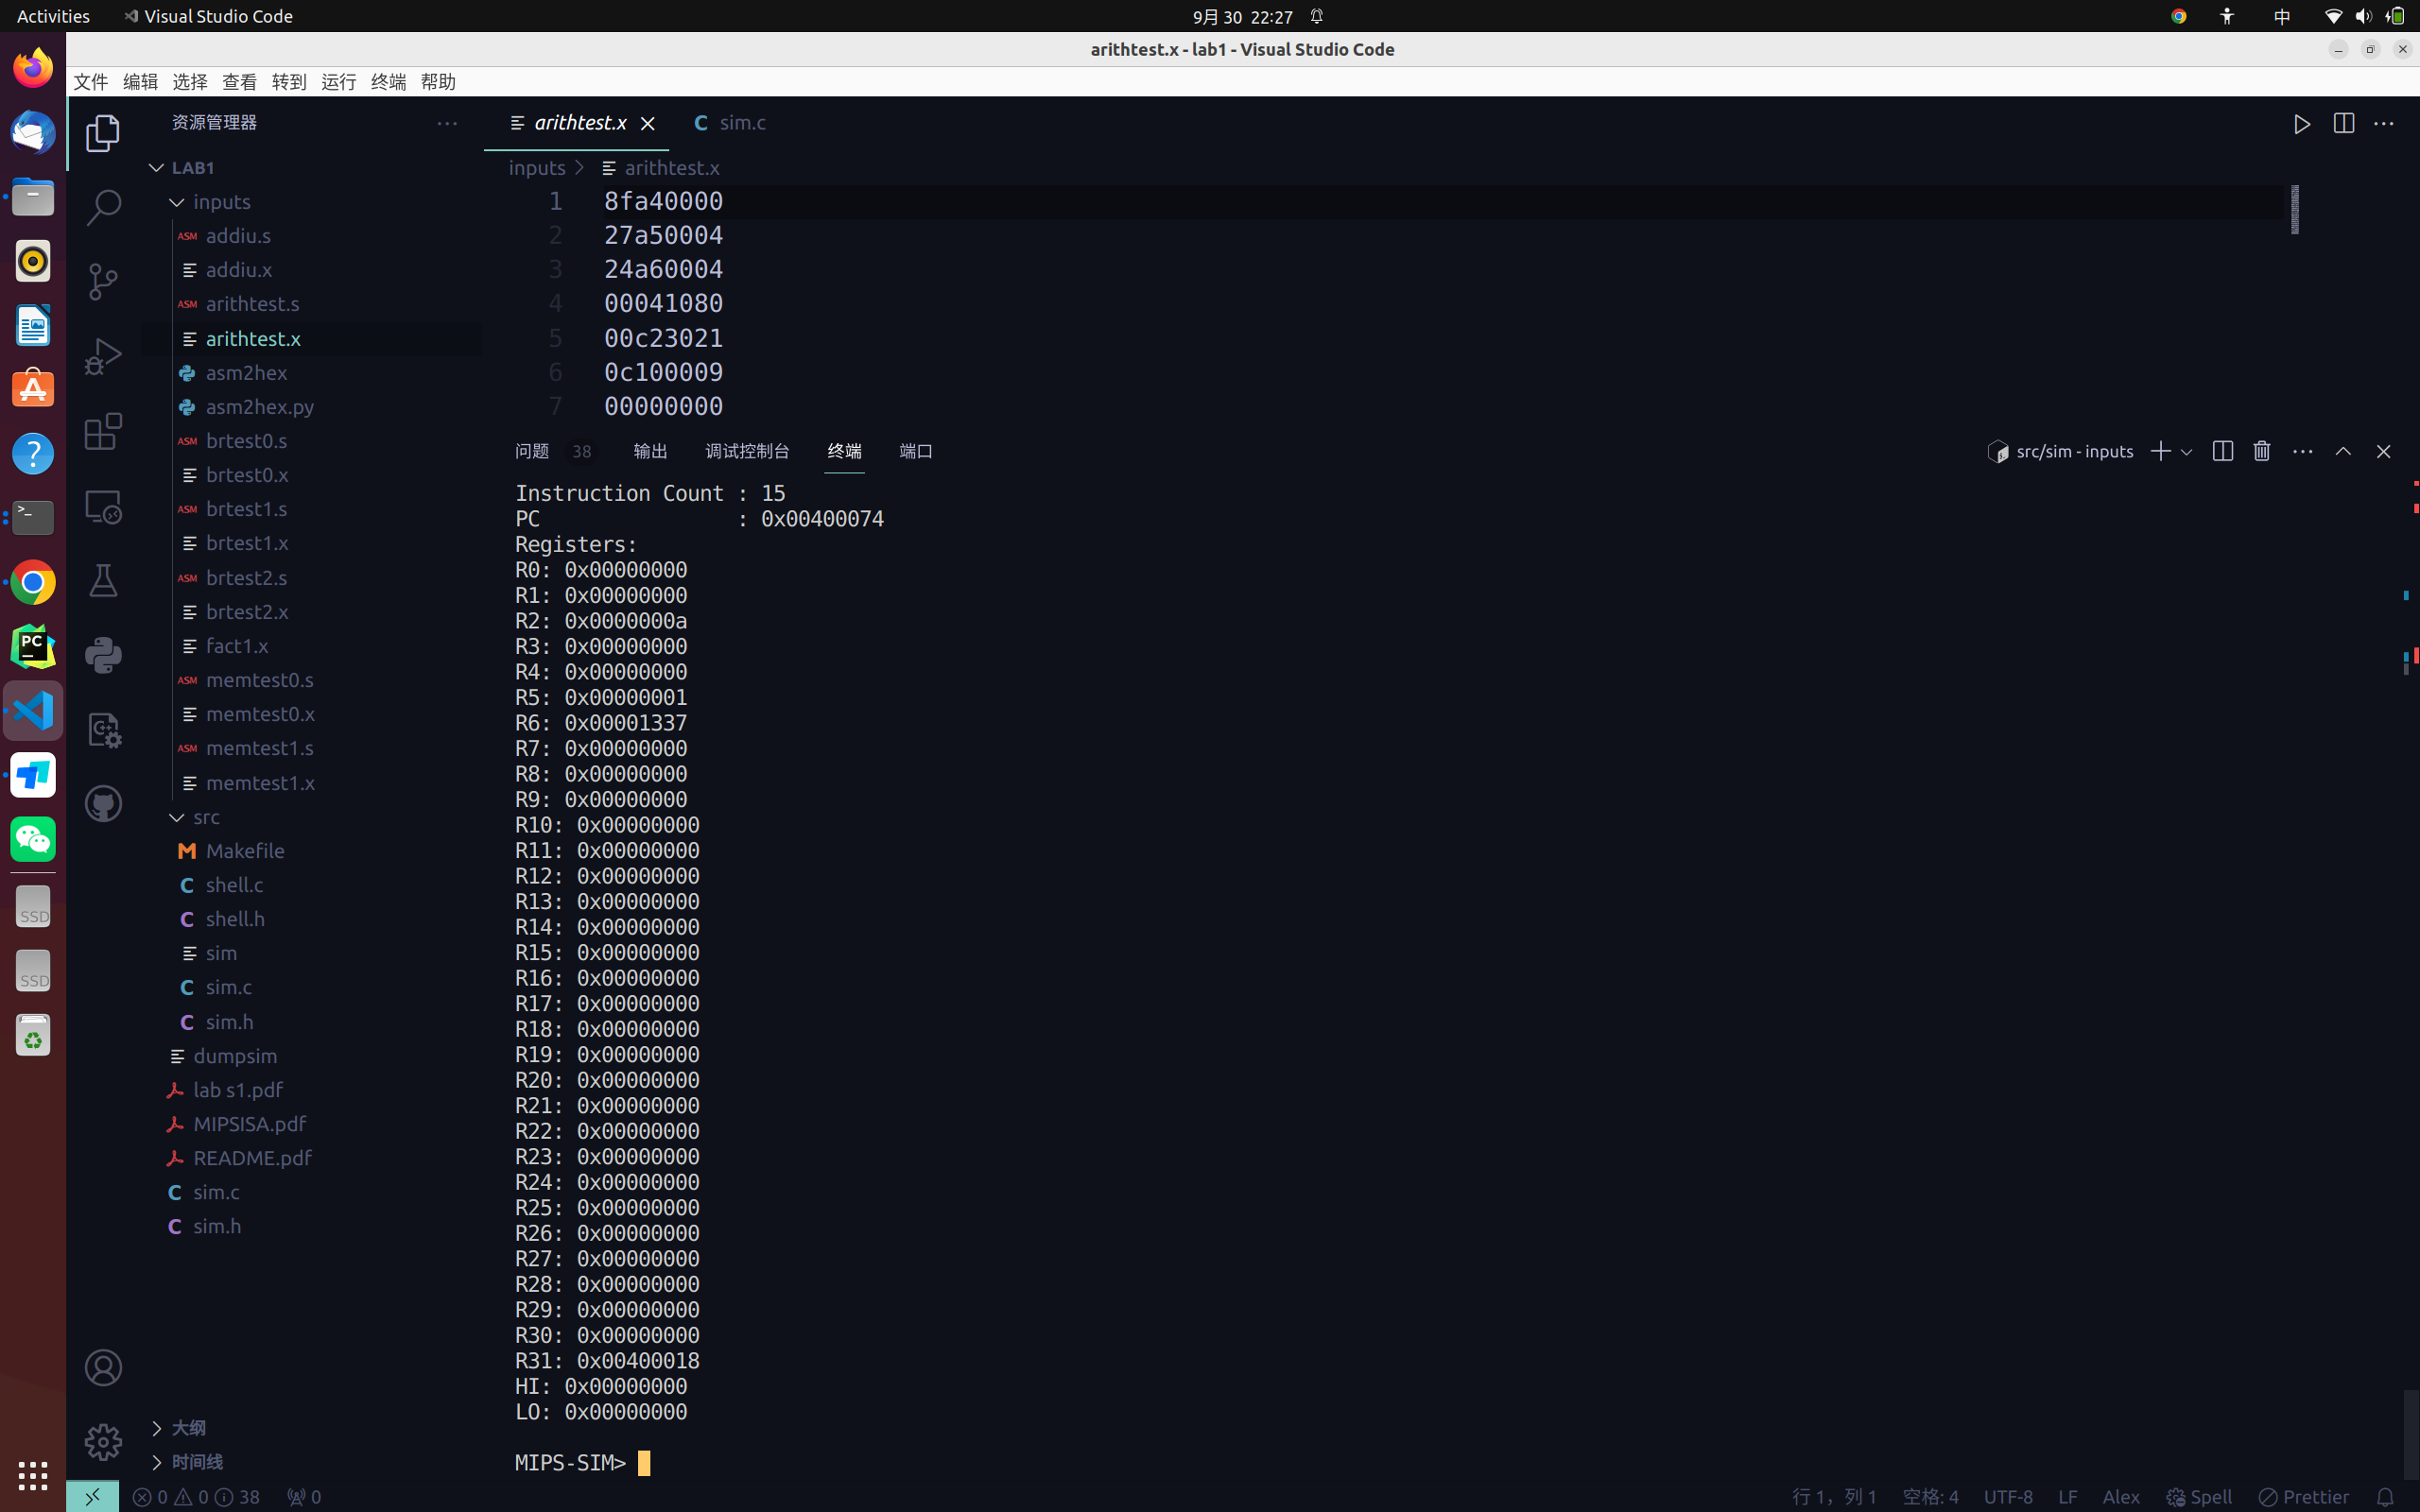 Activities
Visual Studio Code
9月 30 22:27
中
arithtest.x - lab1 - Visual Studio Code
文件 编辑 选择 查看 转到 运行 终端 帮助
资源管理器
LAB1
inputs
addiu.s
addiu.x
arithtest.s
arithtest.x
asm2hex
asm2hex.py
brtest0.s
brtest0.x
brtest1.s
brtest1.x
brtest2.s
brtest2.x
fact1.x
memtest0.s
memtest0.x
memtest1.s
memtest1.x
src
Makefile
shell.c
shell.h
sim
sim.c
sim.h
dumpsim
lab s1.pdf
MIPSISA.pdf
README.pdf
sim.c
sim.h
大纲
时间线
arithtest.x
sim.c
inputs > arithtest.x
1 8fa40000
2 27a50004
3 24a60004
4 00041080
5 00c23021
6 0c100009
7 00000000
问题 38 输出 调试控制台 终端 端口
src/sim - inputs
Instruction Count : 15
PC : 0x00400074
Registers:
R0: 0x00000000
R1: 0x00000000
R2: 0x0000000a
R3: 0x00000000
R4: 0x00000000
R5: 0x00000001
R6: 0x00001337
R7: 0x00000000
R8: 0x00000000
R9: 0x00000000
R10: 0x00000000
R11: 0x00000000
R12: 0x00000000
R13: 0x00000000
R14: 0x00000000
R15: 0x00000000
R16: 0x00000000
R17: 0x00000000
R18: 0x00000000
R19: 0x00000000
R20: 0x00000000
R21: 0x00000000
R22: 0x00000000
R23: 0x00000000
R24: 0x00000000
R25: 0x00000000
R26: 0x00000000
R27: 0x00000000
R28: 0x00000000
R29: 0x00000000
R30: 0x00000000
R31: 0x00400018
HI: 0x00000000
LO: 0x00000000
MIPS-SIM>
0 0 38 0
行 1，列 1 空格: 4 UTF-8 LF Alex Spell Prettier